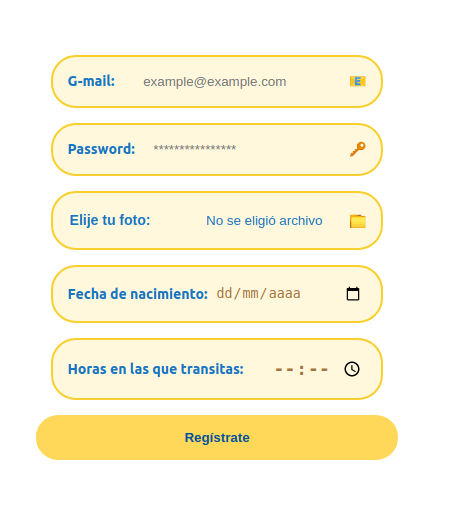 G-mail: example@example.com
Password: ****************
Elije tu foto: No se eligió archivo
Fecha de nacimiento: dd/mm/aaaa
Horas en las que transitas: --:--
Regístrate